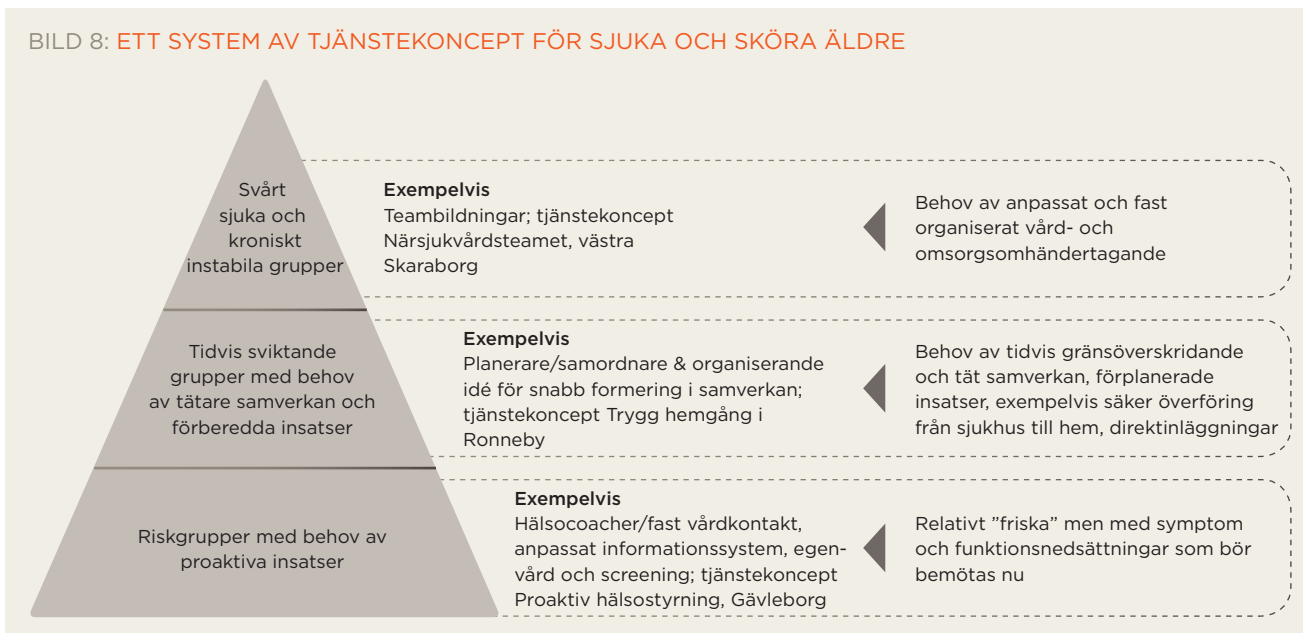 BILD 8: ETT SYSTEM AV TJÄNSTEKONCEPT FÖR SJUKA OCH SKÖRA ÄLDRE
Svårt
sjuka och
kroniskt
instabila grupper
Exempelvis
Teambildningar; tjänstekoncept
Närsjukvårdsteamet, västra
Skaraborg
Behov av anpassat och fast
organiserat vård- och
omsorgsomhändertagande
Tidvis sviktande
grupper med behov
av tätare samverkan och
förberedda insatser
Exempelvis
Planerare/samordnare & organiserande
idé för snabb formering i samverkan;
tjänstekoncept Trygg hemgång i
Ronneby
Behov av tidvis gränsöverskridande
och tät samverkan, förplanerade
insatser, exempelvis säker överföring
från sjukhus till hem, direktinläggningar
Riskgrupper med behov av
proaktiva insatser
Exempelvis
Hälsocoacher/fast vårdkontakt,
anpassat informationssystem, egen-
vård och screening; tjänstekoncept
Proaktiv hälsostyrning, Gävleborg
Relativt ”friska” men med symptom
och funktionsnedsättningar som bör
bemötas nu